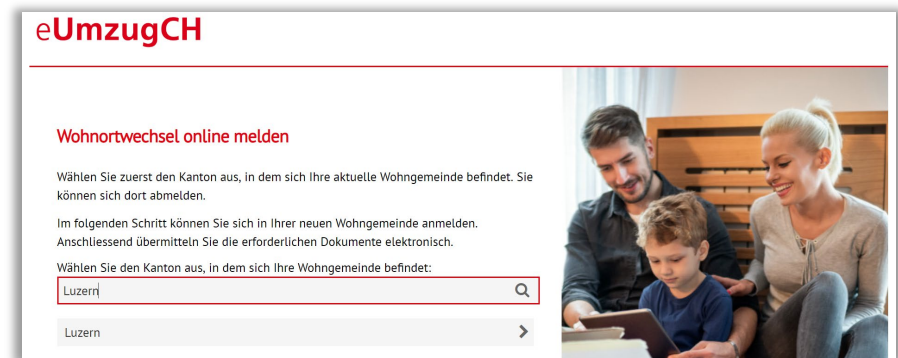 eUmzugCH
Wohnortwechsel online melden
Wählen Sie zuerst den Kanton aus, in dem sich Ihre aktuelle Wohngemeinde befindet. Sie
können sich dort abmelden.
Im folgenden Schritt können Sie sich in Ihrer neuen Wohngemeinde anmelden.
Anschliessend übermitteln Sie die erforderlichen Dokumente elektronisch.
Wählen Sie den Kanton aus, in dem sich Ihre Wohngemeinde befindet:
Luzern
Luzern